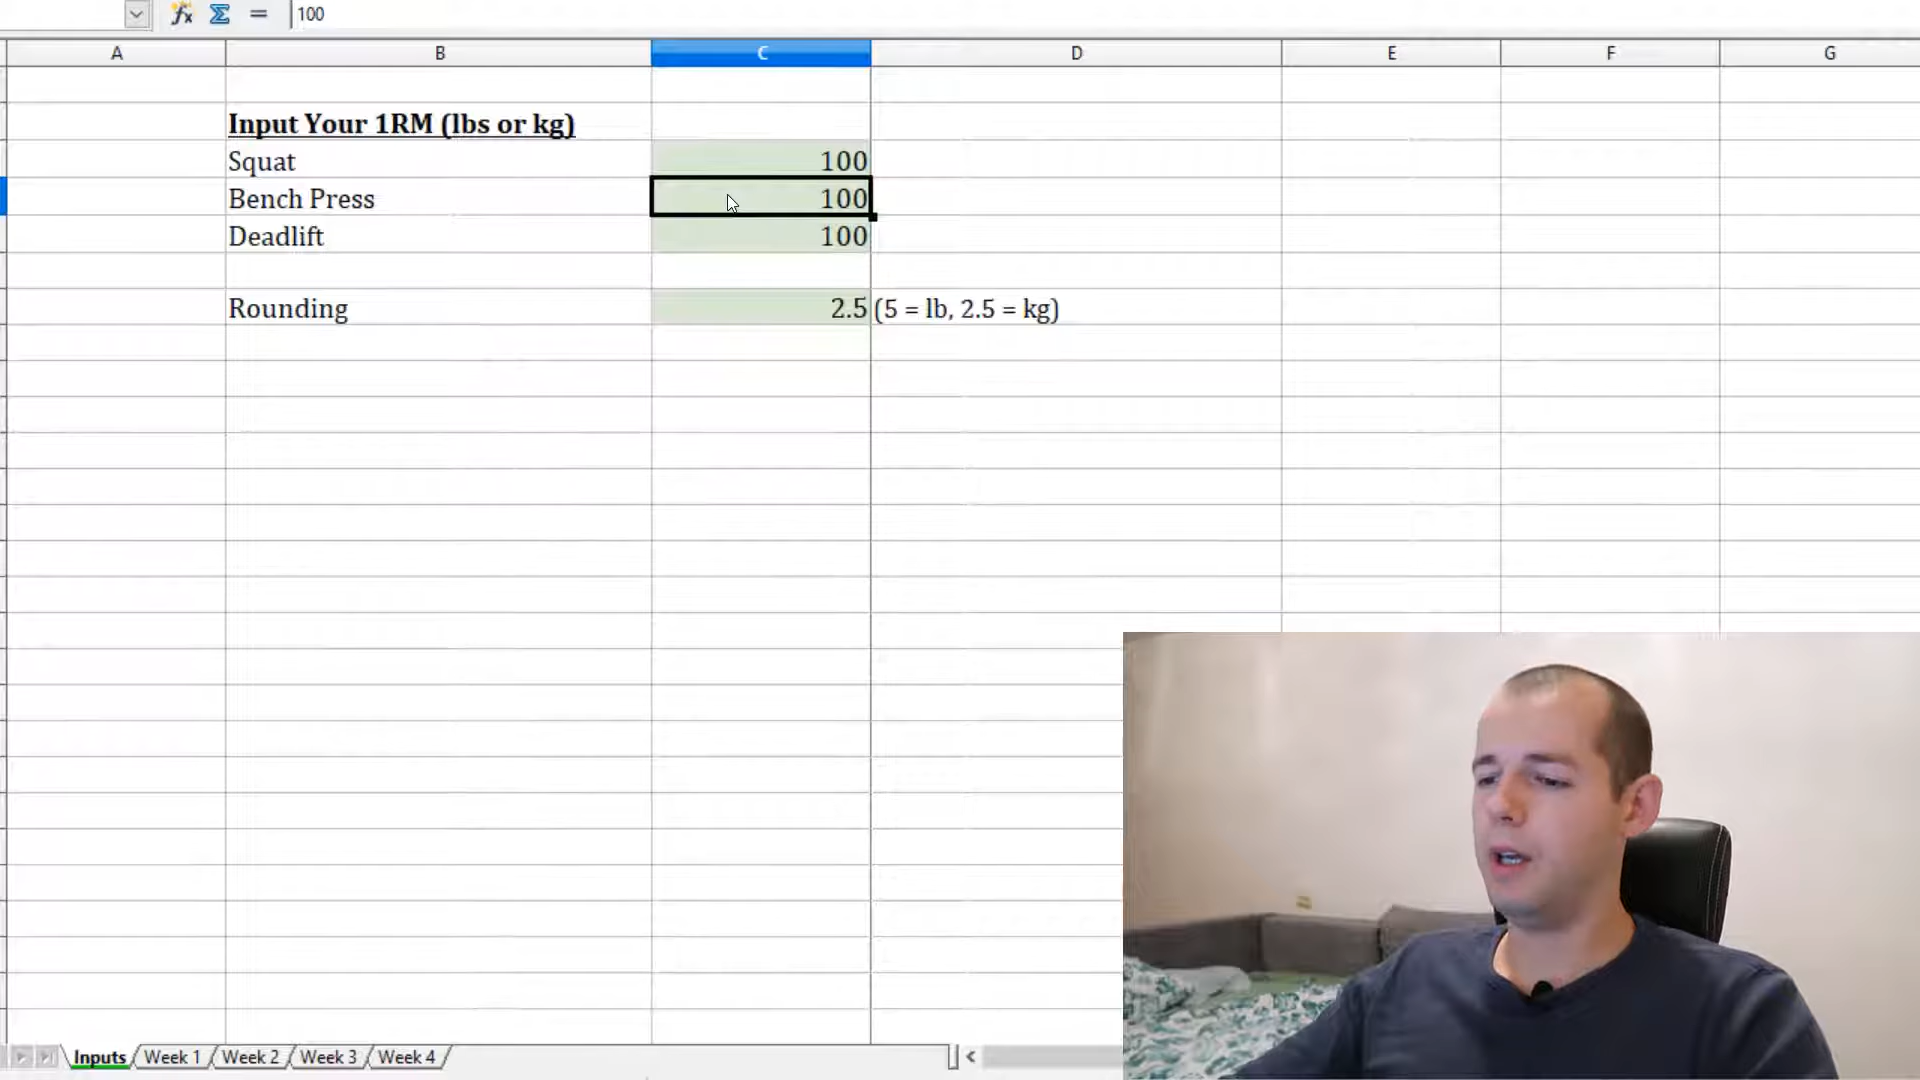 100
A B C D E F G
Input Your 1RM (lbs or kg)
Squat 100
Bench Press 100
Deadlift 100
Rounding 2.5 (5 = lb, 2.5 = kg)
Inputs Week 1 Week 2 Week 3 Week 4